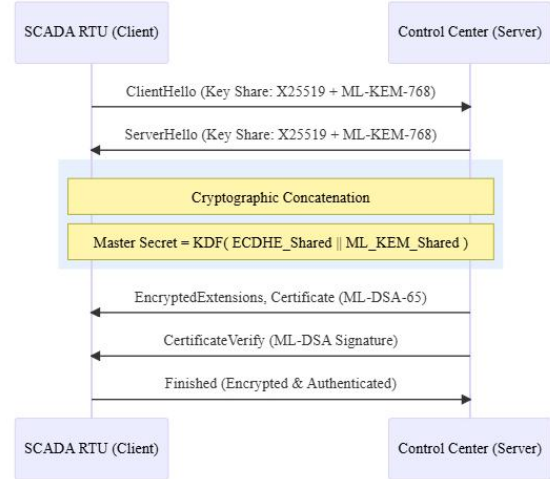 SCADA RTU (Client)
Control Center (Server)
ClientHello (Key Share: X25519 + ML-KEM-768)
ServerHello (Key Share: X25519 + ML-KEM-768)
Cryptographic Concatenation
Master Secret = KDF( ECDHE_Shared || ML_KEM_Shared )
EncryptedExtensions, Certificate (ML-DSA-65)
CertificateVerify (ML-DSA Signature)
Finished (Encrypted & Authenticated)
SCADA RTU (Client)
Control Center (Server)